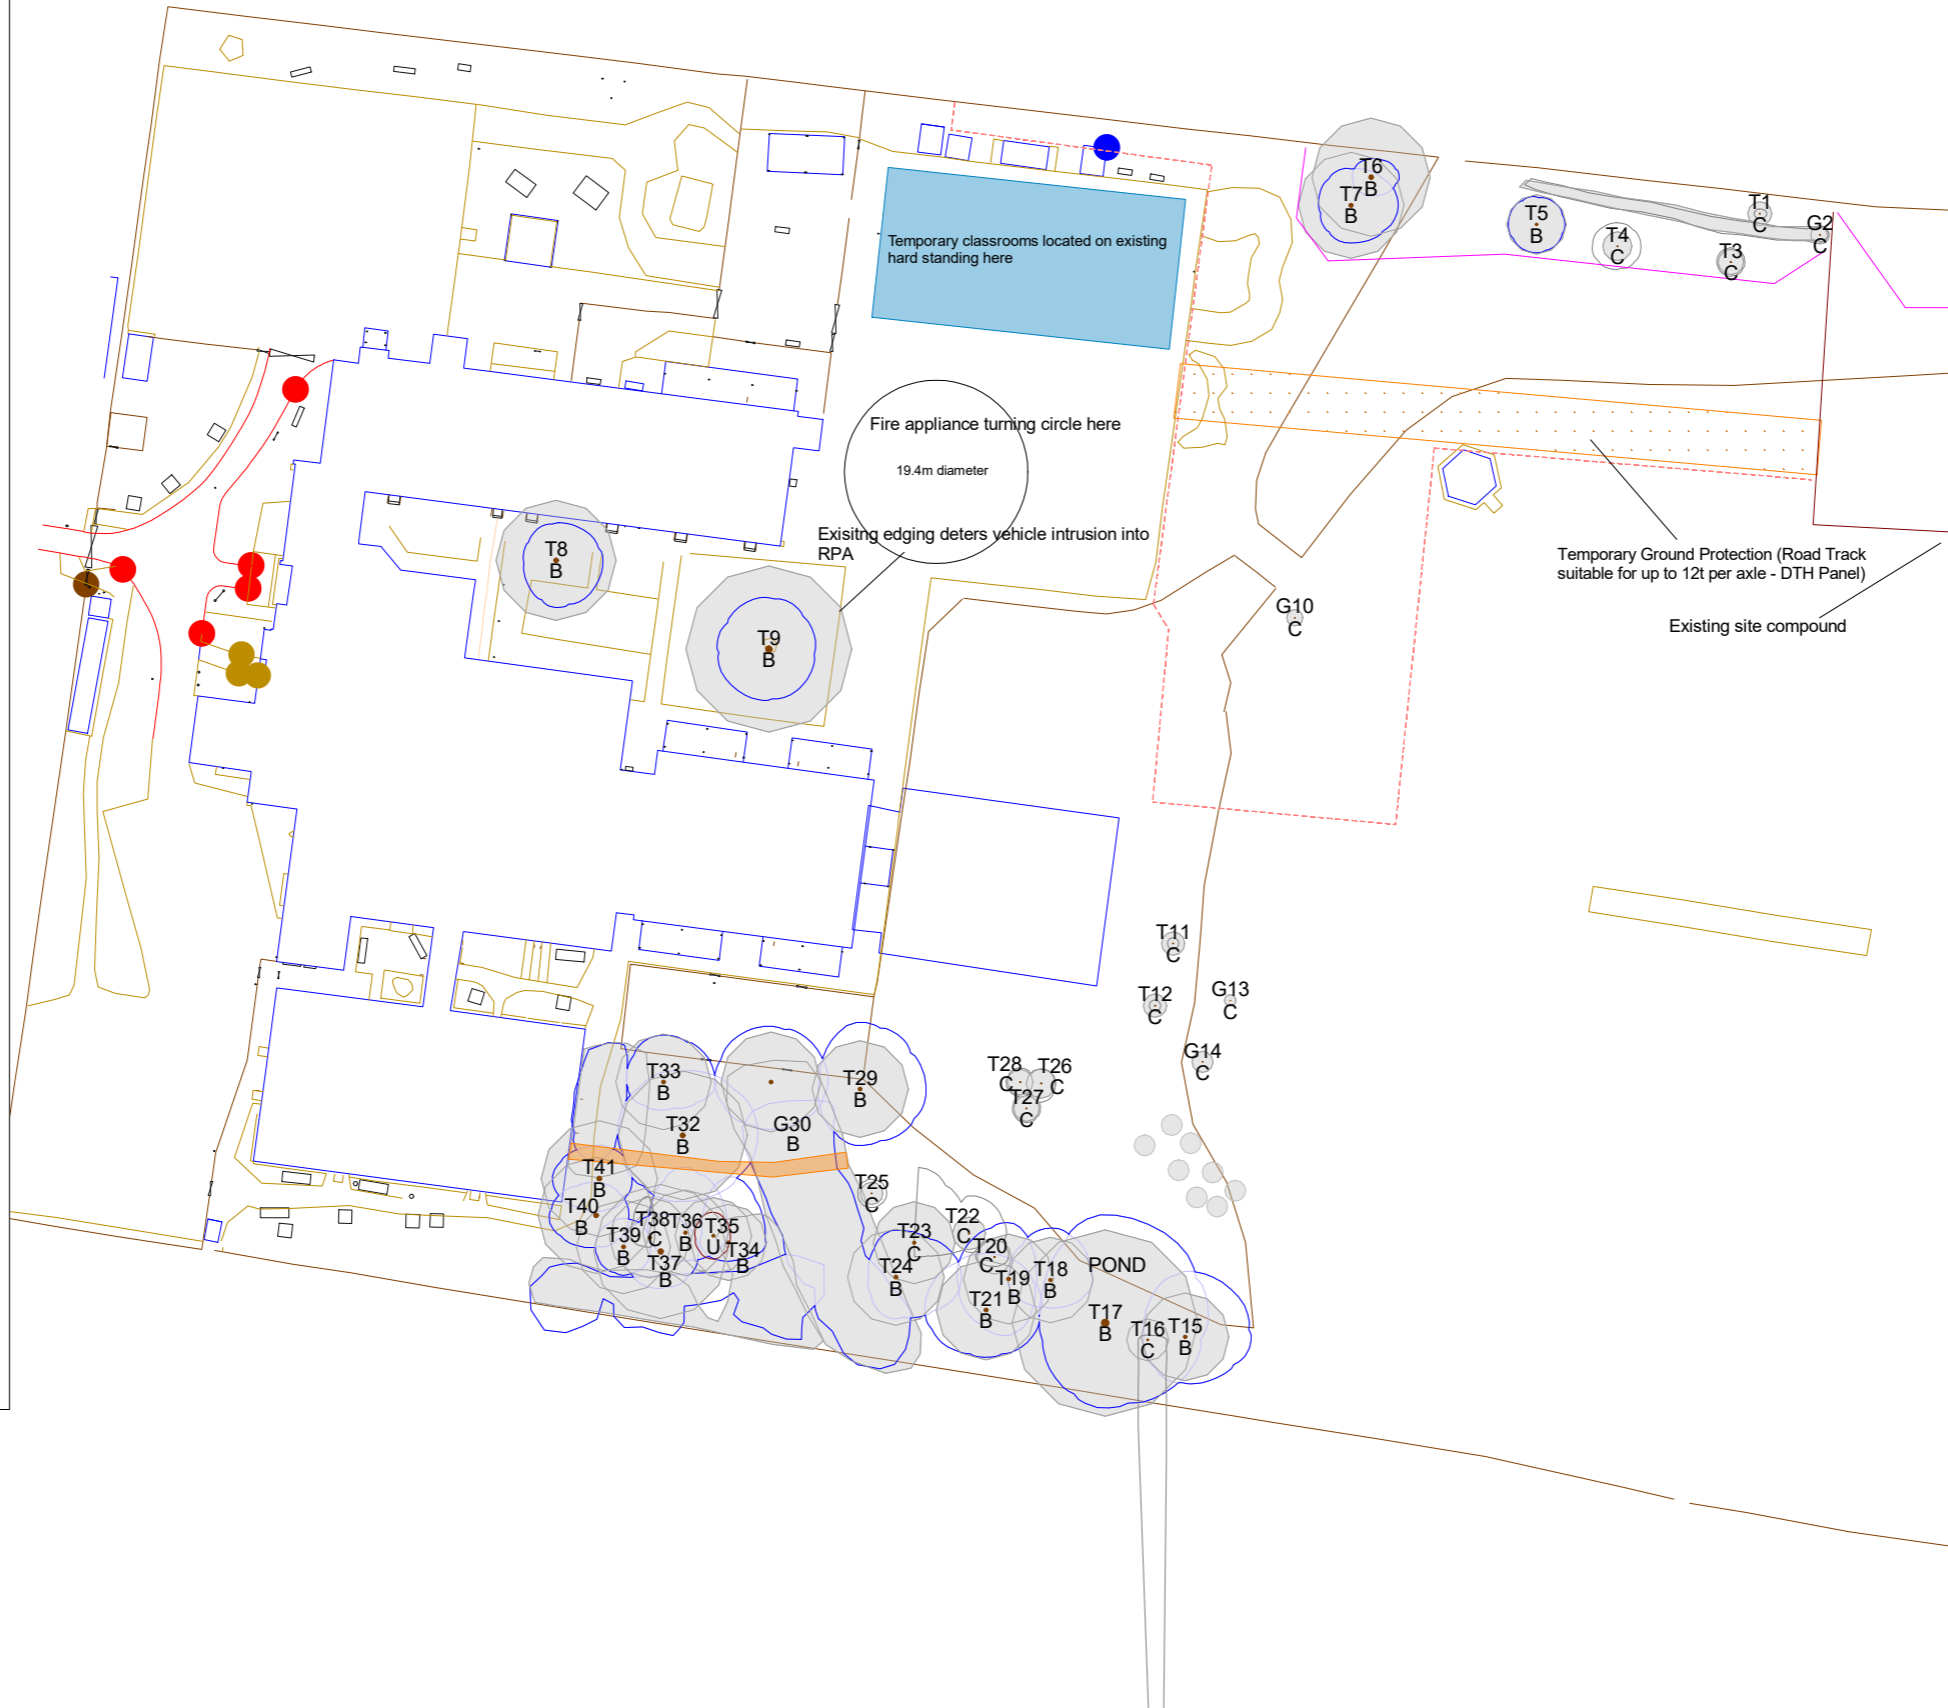 T6
B
T7
B
T1
C
G2
C
T5
B
T4
C
T3
C
Temporary classrooms located on existing
hard standing here
Fire appliance turning circle here
19.4m diameter
Exisitng edging deters vehicle intrusion into
RPA
T8
B
T9
B
Temporary Ground Protection (Road Track
suitable for up to 12t per axle - DTH Panel)
Existing site compound
G10
C
T11
C
T12
C
G13
C
G14
C
T28
C
T26
C
T27
C
T33
B
T29
B
T32
B
G30
B
T41
B
T40
B
T25
C
T38
C
T36
B
T35
U
T39
B
T37
B
T34
B
T23
C
T22
C
T24
B
T20
C
T19
B
T18
B
T21
B
POND
T17
B
T16
C
T15
B